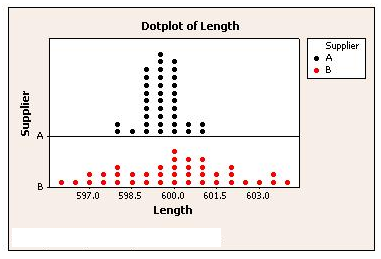 Dotplot of Length
Supplier
A
B
Supplier
A
B
597.0 598.5 600.0 601.5 603.0
Length